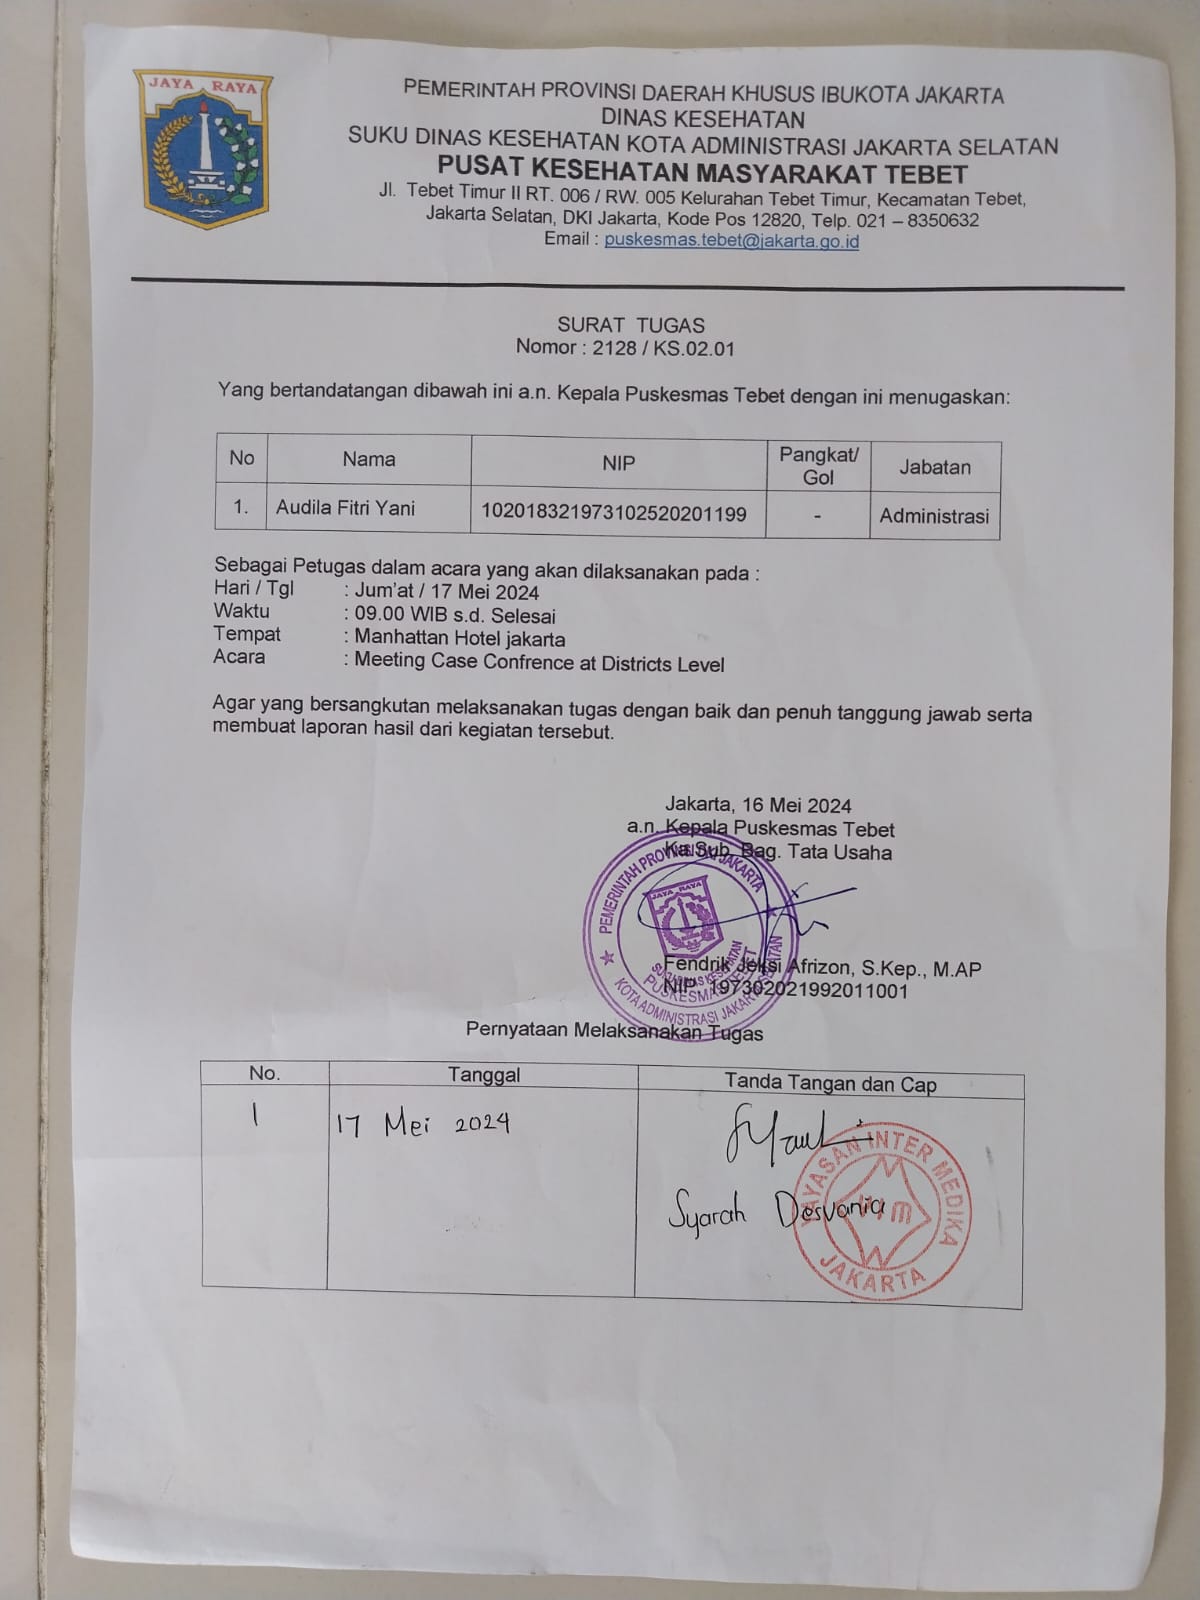 JAYA RAYA
PEMERINTAH PROVINSI DAERAH KHUSUS IBUKOTA JAKARTA
DINAS KESEHATAN
SUKU DINAS KESEHATAN KOTA ADMINISTRASI JAKARTA SELATAN
PUSAT KESEHATAN MASYARAKAT TEBET
Jl. Tebet Timur II RT. 006 / RW. 005 Kelurahan Tebet Timur, Kecamatan Tebet,
Jakarta Selatan, DKI Jakarta, Kode Pos 12820, Telp. 021 – 8350632
Email : puskesmas.tebet@jakarta.go.id
SURAT TUGAS
Nomor : 2128 / KS.02.01
Yang bertandatangan dibawah ini a.n. Kepala Puskesmas Tebet dengan ini menugaskan:
No Nama NIP Pangkat/ Gol Jabatan
1. Audila Fitri Yani 102018321973102520201199 - Administrasi
Sebagai Petugas dalam acara yang akan dilaksanakan pada :
Hari / Tgl : Jum'at / 17 Mei 2024
Waktu : 09.00 WIB s.d. Selesai
Tempat : Manhattan Hotel jakarta
Acara : Meeting Case Confrence at Districts Level
Agar yang bersangkutan melaksanakan tugas dengan baik dan penuh tanggung jawab serta
membuat laporan hasil dari kegiatan tersebut.
Jakarta, 16 Mei 2024
a.n. Kepala Puskesmas Tebet
Ka Sub. Bag. Tata Usaha
PEMERINTAH PROVINSI DKI JAKARTA
JAYA RAYA
SUKU DINAS KESEHATAN
PUSKESMAS TEBET
KOTA ADMINISTRASI JAKARTA SELATAN
Fendrik Jeksi Afrizon, S.Kep., M.AP
NIP. 197302021992011001
Pernyataan Melaksanakan Tugas
No. Tanggal Tanda Tangan dan Cap
1 17 Mei 2024
Syarah Desvania
YAYASAN INTER MEDIKA
YIM
JAKARTA